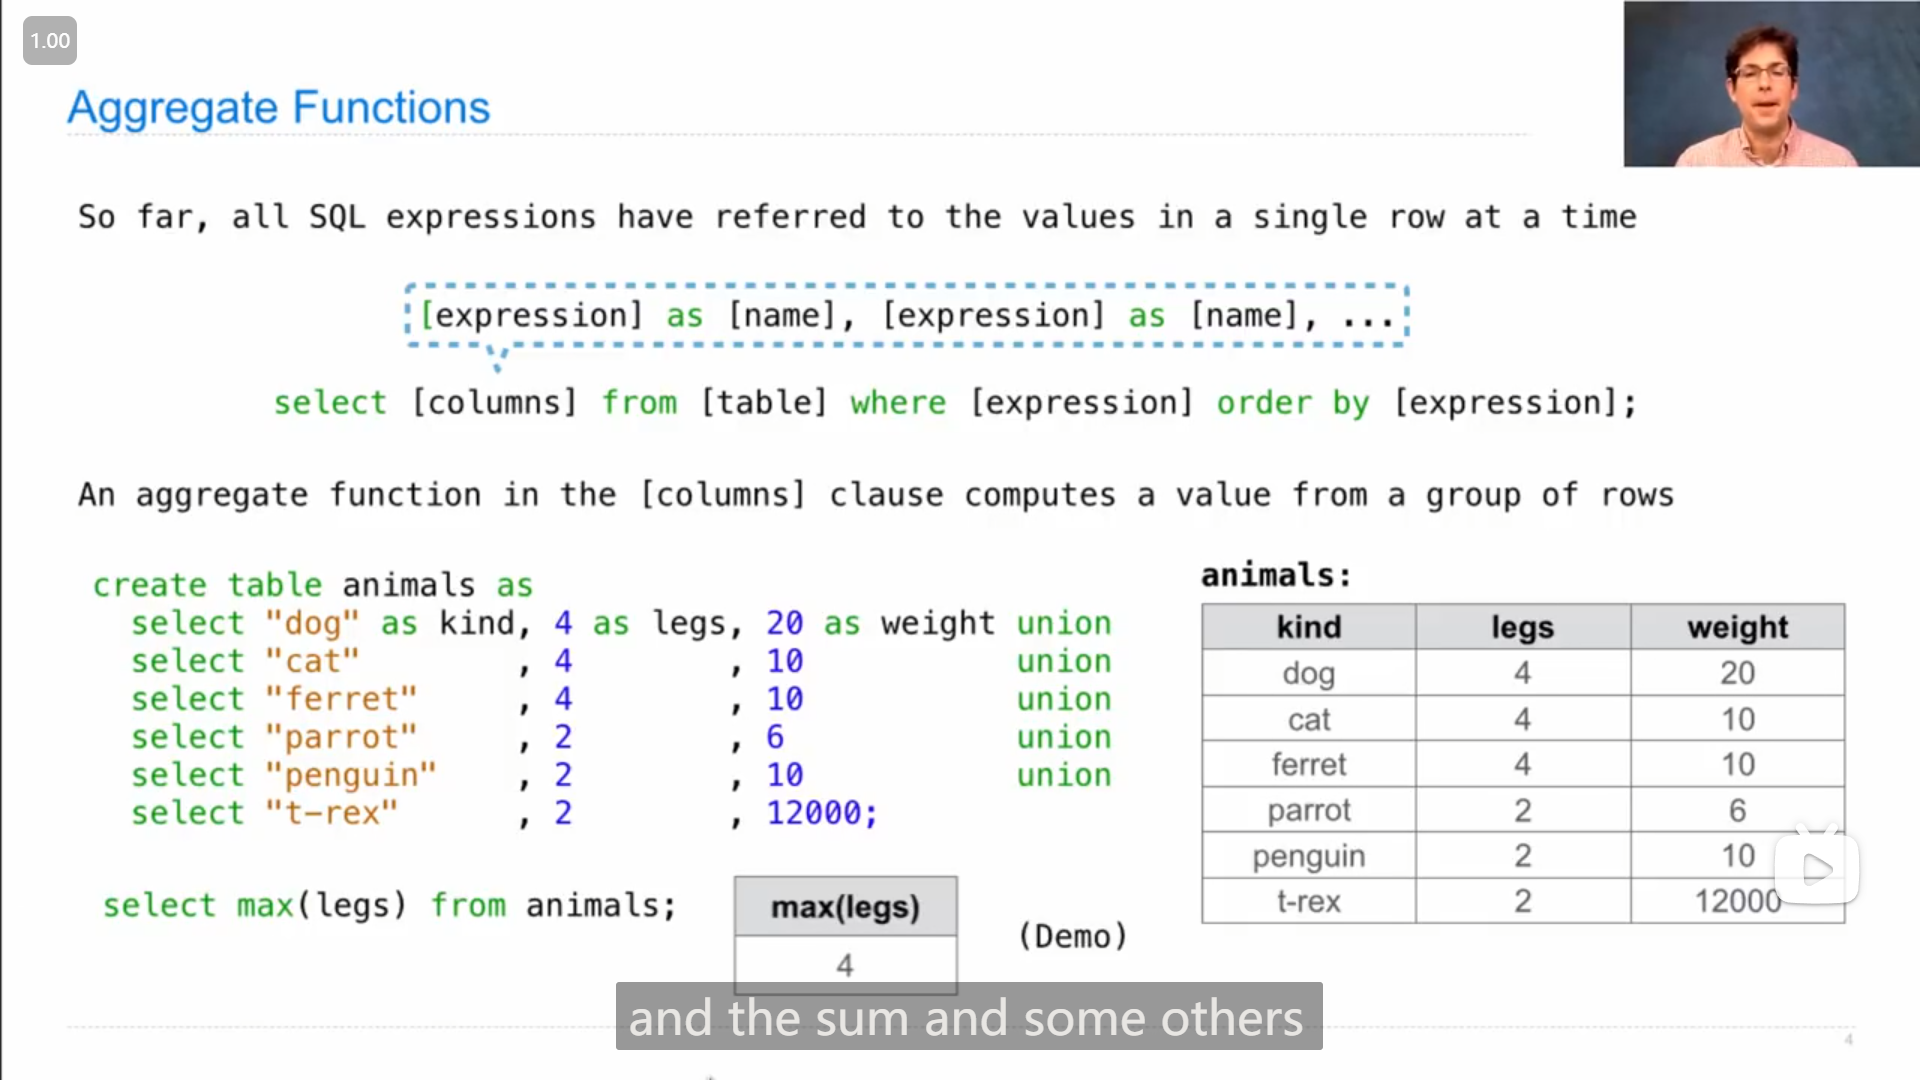 1.00
Aggregate Functions
So far, all SQL expressions have referred to the values in a single row at a time
[expression] as [name], [expression] as [name], ...
select [columns] from [table] where [expression] order by [expression];
An aggregate function in the [columns] clause computes a value from a group of rows
create table animals as
select "dog" as kind, 4 as legs, 20 as weight union
select "cat" , 4 , 10 union
select "ferret" , 4 , 10 union
select "parrot" , 2 , 6 union
select "penguin" , 2 , 10 union
select "t-rex" , 2 , 12000;
animals:
kind legs weight
dog 4 20
cat 4 10
ferret 4 10
parrot 2 6
penguin 2 10
t-rex 2 12000
select max(legs) from animals;
max(legs)
4
(Demo)
and the sum and some others
4